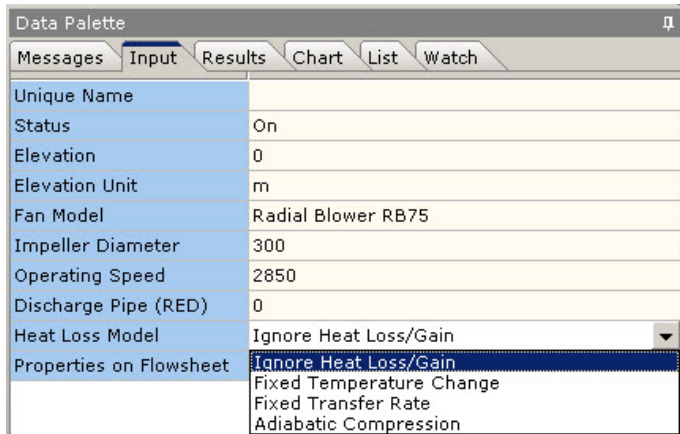 Data Palette
Messages Input Results Chart List Watch
Unique Name
Status On
Elevation 0
Elevation Unit m
Fan Model Radial Blower RB75
Impeller Diameter 300
Operating Speed 2850
Discharge Pipe (RED) 0
Heat Loss Model Ignore Heat Loss/Gain
Properties on Flowsheet Ignore Heat Loss/Gain
Fixed Temperature Change
Fixed Transfer Rate
Adiabatic Compression